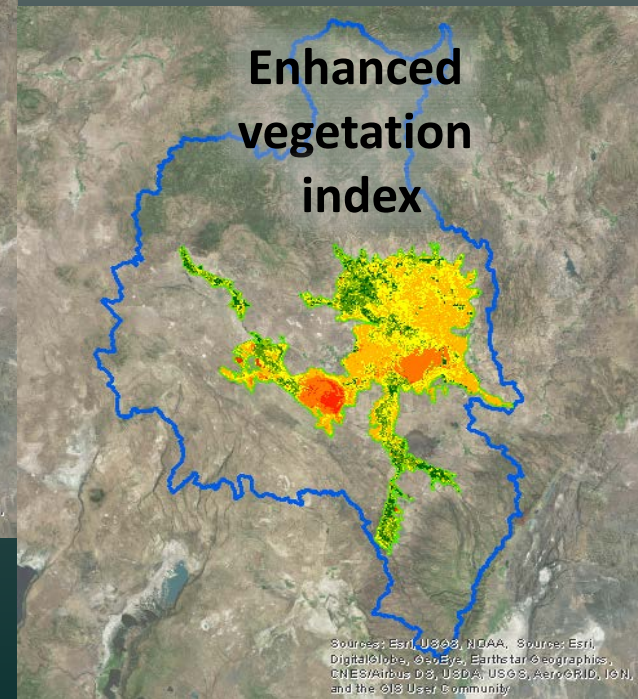 Enhanced
vegetation
index
Sources: Esri, USGS, NOAA, Source: Esri,
DigitalGlobe, GeoEye, Earthstar Geographics,
CNES/Airbus DS, USDA, USGS, AeroGRID, IGN,
and the GIS User Community